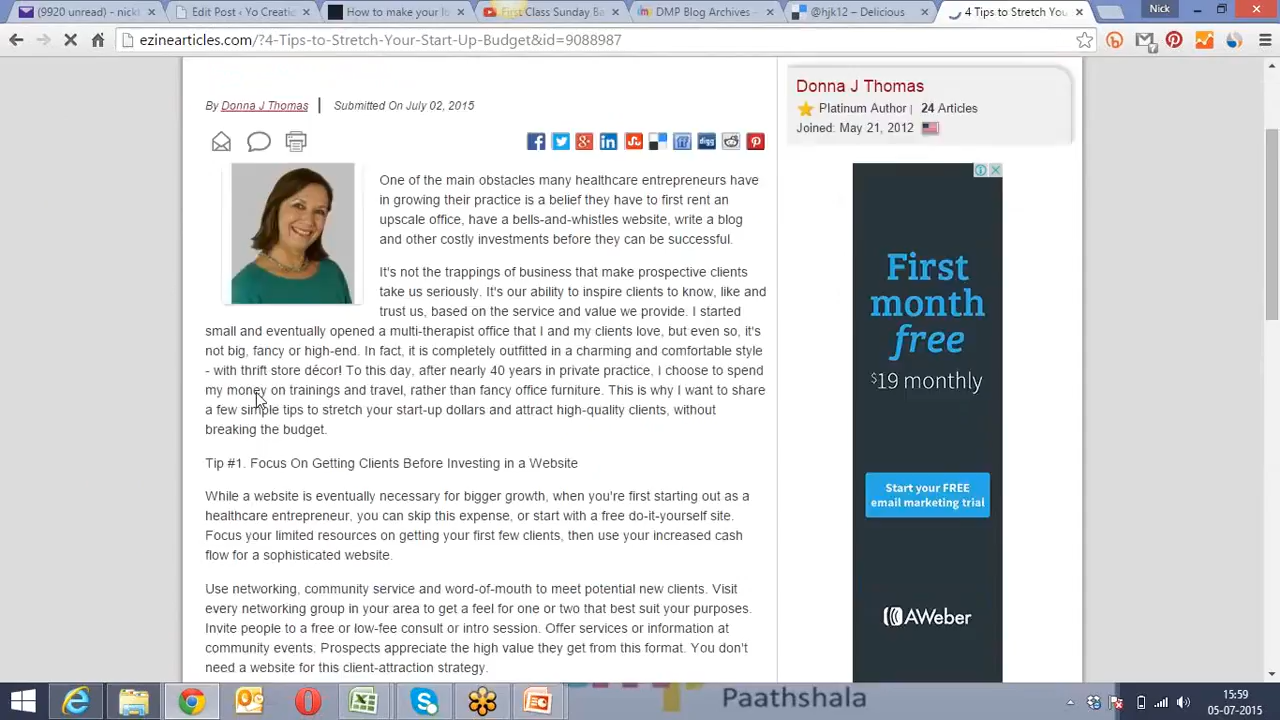 (9920 unread) - nickt
Edit Post ‹ Yo Creatio
How to make your bl
First Class Sunday Ba
DMP Blog Archives -
@hjk12 – Delicious
4 Tips to Stretch You
Nick
ezinearticles.com/?4-Tips-to-Stretch-Your-Start-Up-Budget&id=9088987
By Donna J Thomas | Submitted On July 02, 2015
One of the main obstacles many healthcare entrepreneurs have
in growing their practice is a belief they have to first rent an
upscale office, have a bells-and-whistles website, write a blog
and other costly investments before they can be successful.
It's not the trappings of business that make prospective clients
take us seriously. It's our ability to inspire clients to know, like and
trust us, based on the service and value we provide. I started
small and eventually opened a multi-therapist office that I and my clients love, but even so, it's
not big, fancy or high-end. In fact, it is completely outfitted in a charming and comfortable style
- with thrift store décor! To this day, after nearly 40 years in private practice, I choose to spend
my money on trainings and travel, rather than fancy office furniture. This is why I want to share
a few simple tips to stretch your start-up dollars and attract high-quality clients, without
breaking the budget.
Tip #1. Focus On Getting Clients Before Investing in a Website
While a website is eventually necessary for bigger growth, when you're first starting out as a
healthcare entrepreneur, you can skip this expense, or start with a free do-it-yourself site.
Focus your limited resources on getting your first few clients, then use your increased cash
flow for a sophisticated website.
Use networking, community service and word-of-mouth to meet potential new clients. Visit
every networking group in your area to get a feel for one or two that best suit your purposes.
Invite people to a free or low-fee consult or intro session. Offer services or information at
community events. Prospects appreciate the high value they get from this format. You don't
need a website for this client-attraction strategy.
Donna J Thomas
Platinum Author | 24 Articles
Joined: May 21, 2012
First
month
free
$19 monthly
Start your FREE
email marketing trial
AWeber
Paathshala
15:59
05-07-2015